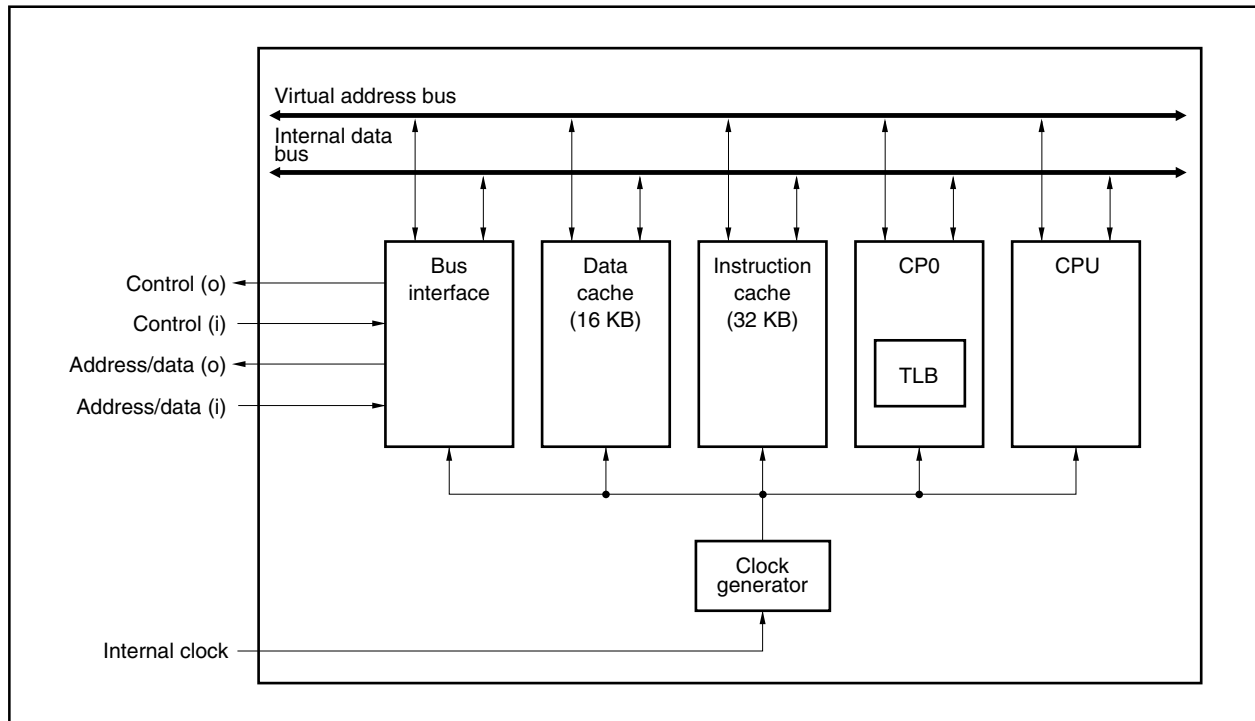 Virtual address bus
Internal data
bus
Bus
interface
Data
cache
(16 KB)
Instruction
cache
(32 KB)
CP0
TLB
CPU
Control (o)
Control (i)
Address/data (o)
Address/data (i)
Clock
generator
Internal clock